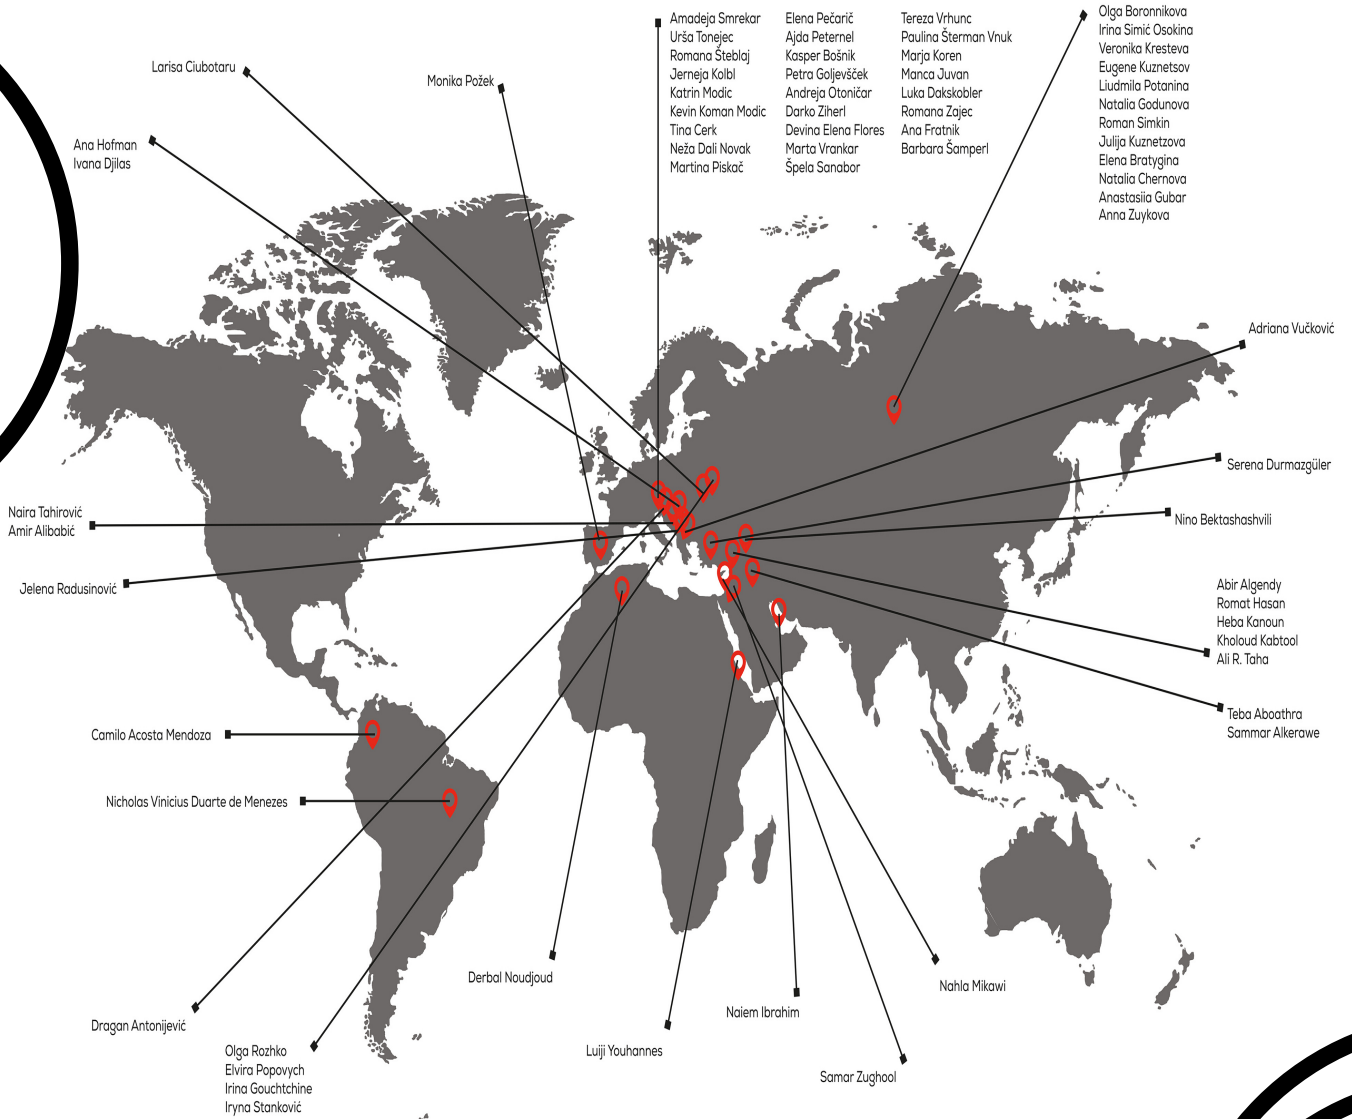 Amadeja Smrekar
Urša Tonejec
Romana Šteblaj
Jerneja Kolbl
Katrin Modic
Kevin Koman Modic
Tina Cerk
Neža Dali Novak
Martina Piskač
Elena Pečarič
Ajda Peternel
Kasper Bošnik
Petra Goljevšček
Andreja Otoničar
Darko Ziherl
Devina Elena Flores
Marta Vrankar
Špela Sanabor
Tereza Vrhunc
Paulina Šterman Vnuk
Marja Koren
Manca Juvan
Luka Dakskobler
Romana Zajec
Ana Fratnik
Barbara Šamperl
Olga Boronnikova
Irina Simić Osokina
Veronika Kresteva
Eugene Kuznetsov
Liudmila Potanina
Natalia Godunova
Roman Simkin
Julija Kuznetzova
Elena Bratygina
Natalia Chernova
Anastasiia Gubar
Anna Zuykova
Larisa Ciubotaru
Monika Požek
Ana Hofman
Ivana Djilas
Adriana Vučković
Serena Durmazgüler
Naira Tahirović
Amir Alibabić
Nino Bektashashvili
Jelena Radusinović
Abir Algendy
Romat Hasan
Heba Kanoun
Kholoud Kabtool
Ali R. Taha
Teba Aboathra
Sammar Alkerawe
Camilo Acosta Mendoza
Nicholas Vinicius Duarte de Menezes
Derbal Noudjoud
Nahla Mikawi
Naiem Ibrahim
Dragan Antonijević
Luiji Youhannes
Samar Zughool
Olga Rozhko
Elvira Popovych
Irina Gouchtchine
Iryna Stanković